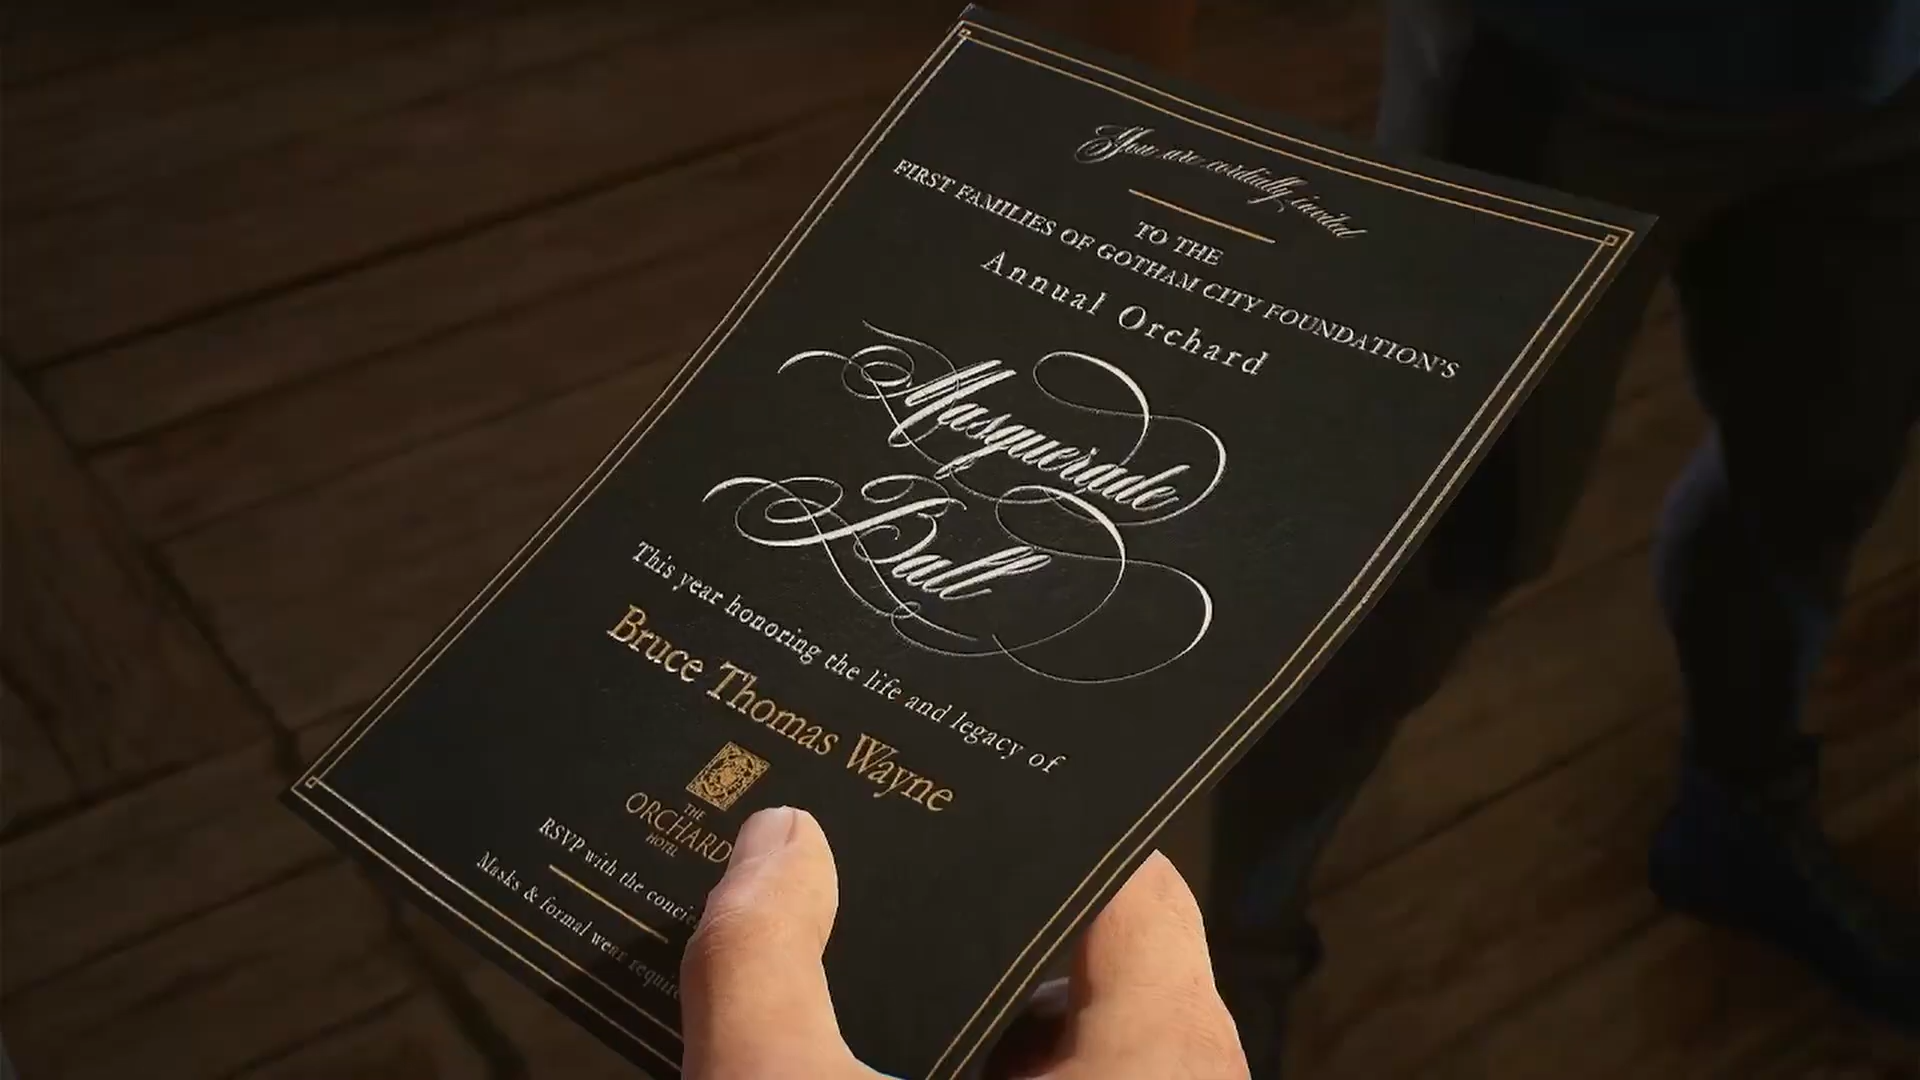 You are cordially invited
TO THE
FIRST FAMILIES OF GOTHAM CITY FOUNDATION'S
Annual Orchard
Masquerade
Ball
This year honoring the life and legacy of
Bruce Thomas Wayne
THE
ORCHARD
HOTEL
RSVP with the
Masks & formal wear